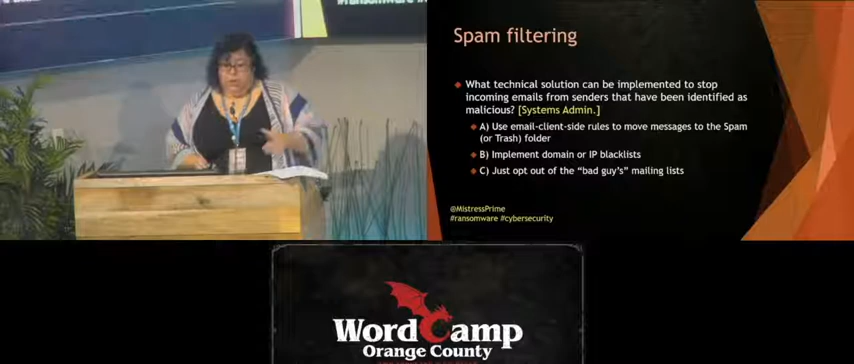 #ransomware
Spam filtering
What technical solution can be implemented to stop
incoming emails from senders that have been identified as
malicious? [Systems Admin.]
A) Use email-client-side rules to move messages to the Spam
(or Trash) folder
B) Implement domain or IP blacklists
C) Just opt out of the “bad guy’s” mailing lists
@MistressPrime
#ransomware #cybersecurity
WordCamp
Orange County